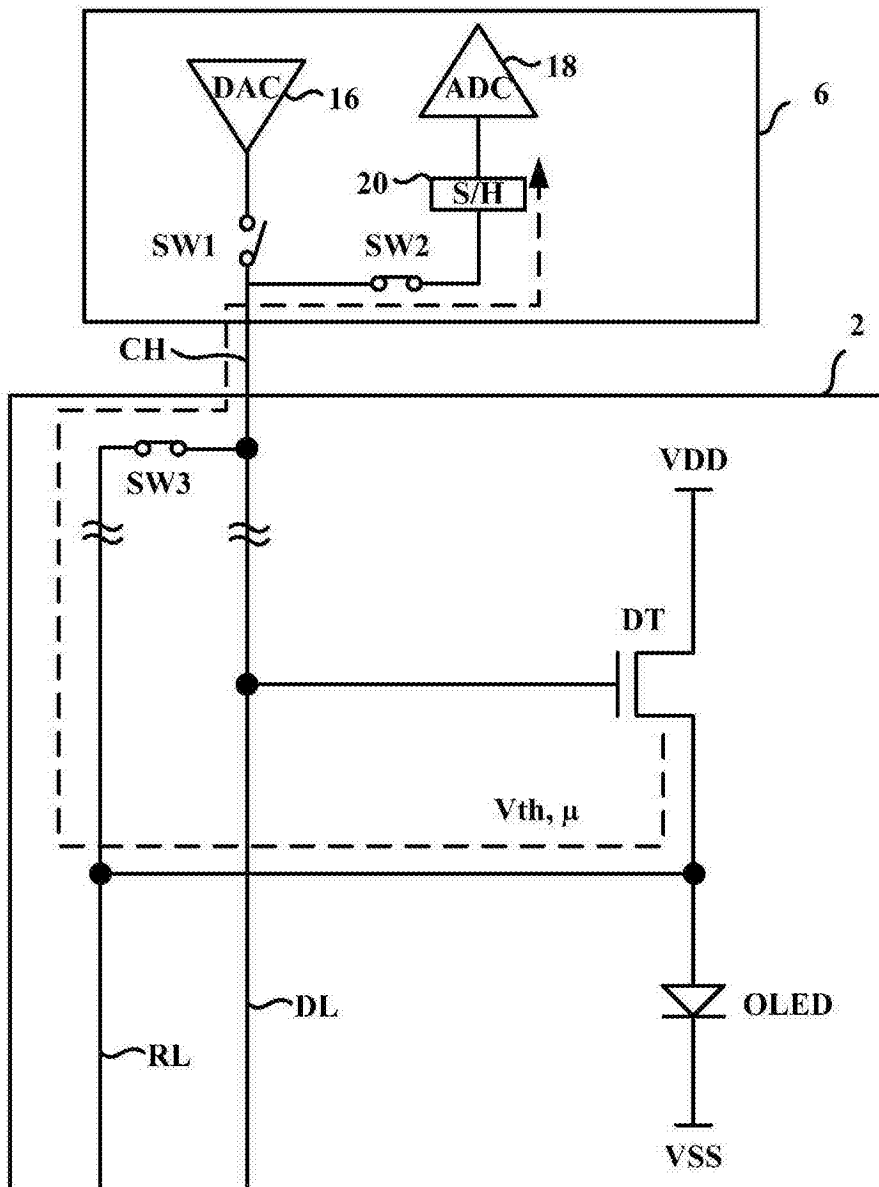 DAC
16
ADC
18
6
20
S/H
SW1
SW2
CH
2
SW3
VDD
DT
Vth, μ
DL
OLED
RL
VSS